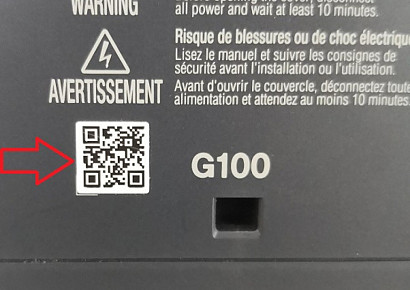 WARNING
all power and wait at least 10 minutes.
Risque de blessures ou de choc électrique
Lisez le manuel et suivre les consignes de
sécurité avant l'installation ou l'utilisation.
AVERTISSEMENT
Avant d'ouvrir le couvercle, déconnectez toute
alimentation et attendez au moins 10 minutes.
G100